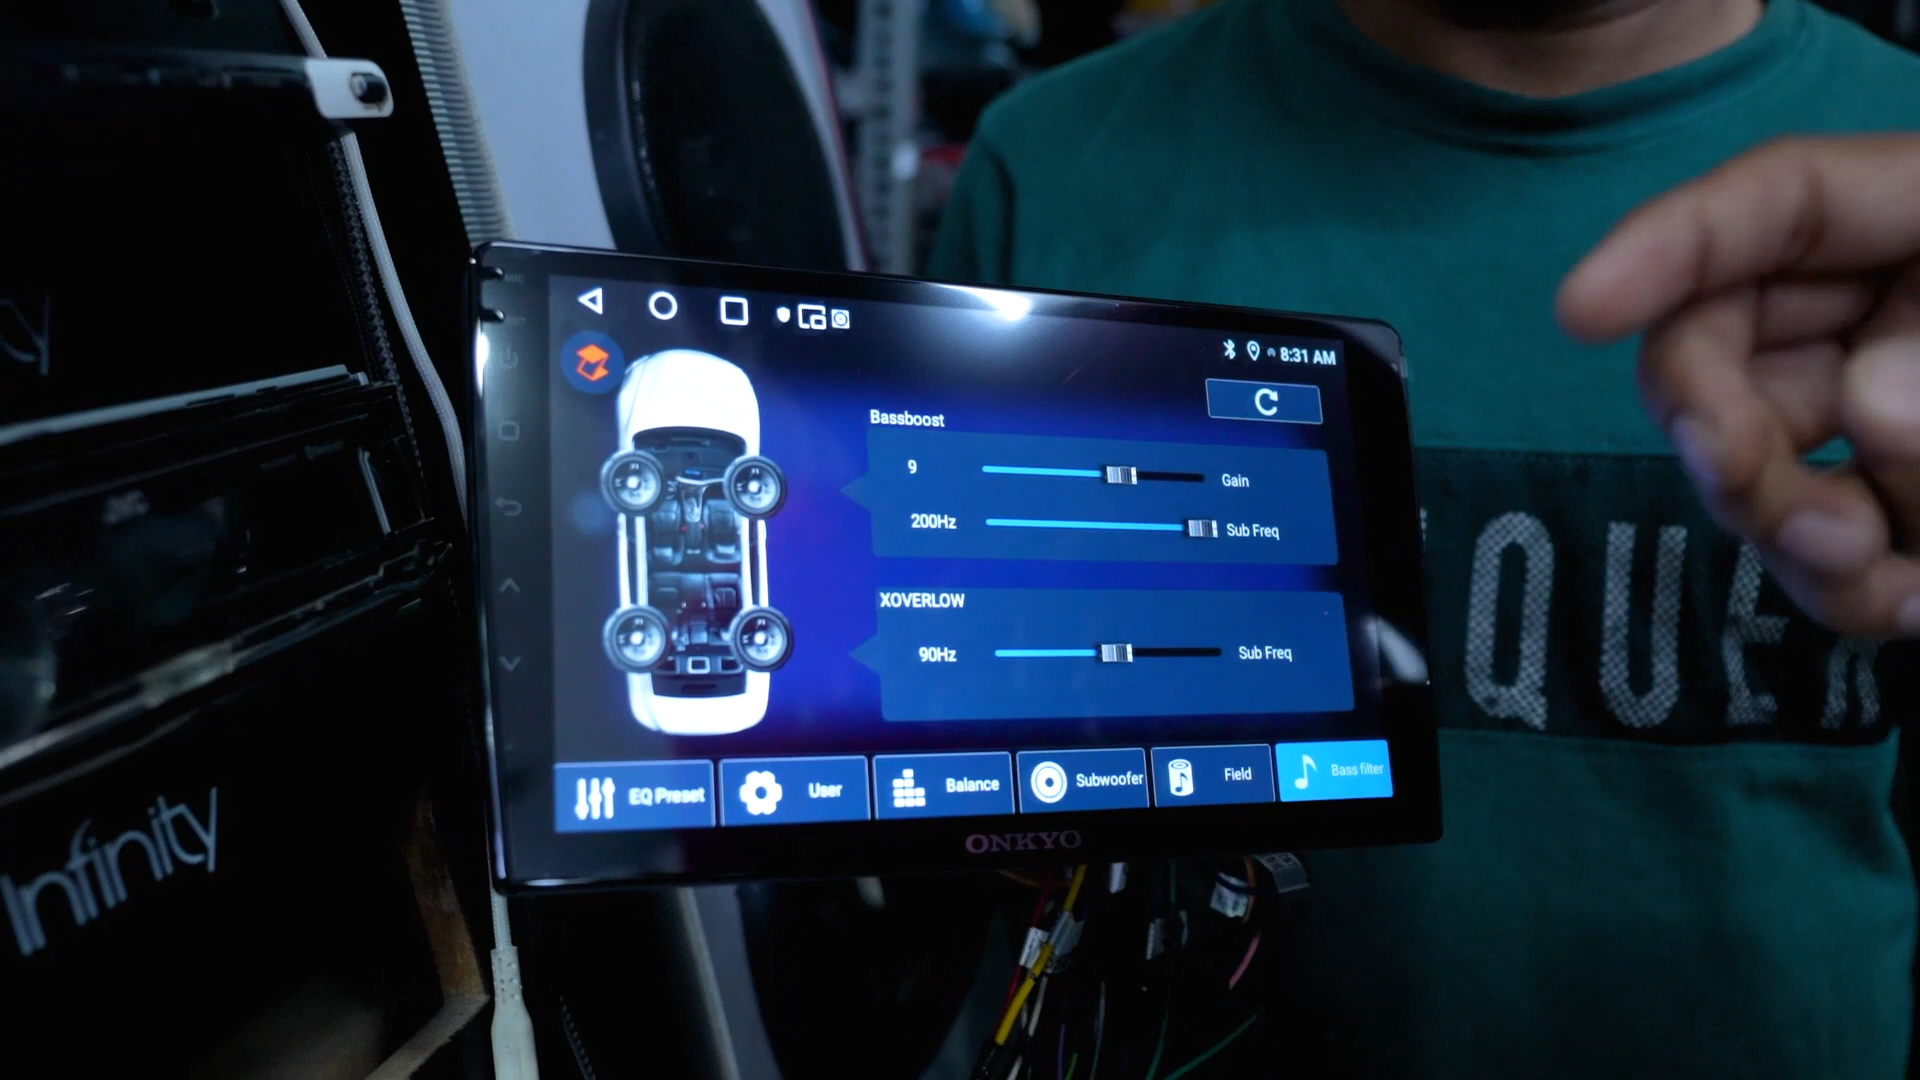 8:31 AM
Bassboost
9 Gain
200Hz Sub Freq
XOVERLOW
90Hz Sub Freq
EQ Preset User Balance Subwoofer Field Bass filter
ONKYO
Infinity
JVC
QUE